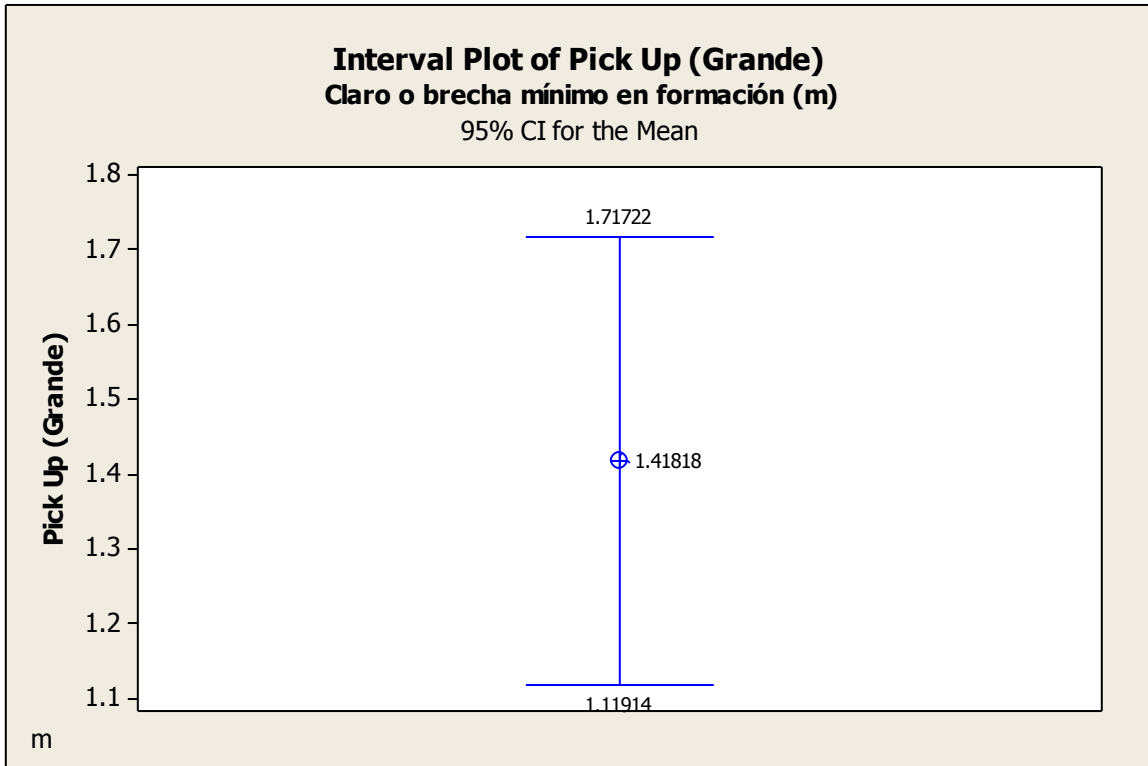 Interval Plot of Pick Up (Grande)
Claro o brecha mínimo en formación (m)
95% CI for the Mean
1.8
1.7
1.6
1.5
1.4
1.3
1.2
1.1
Pick Up (Grande)
1.71722
1.41818
1.11914
m